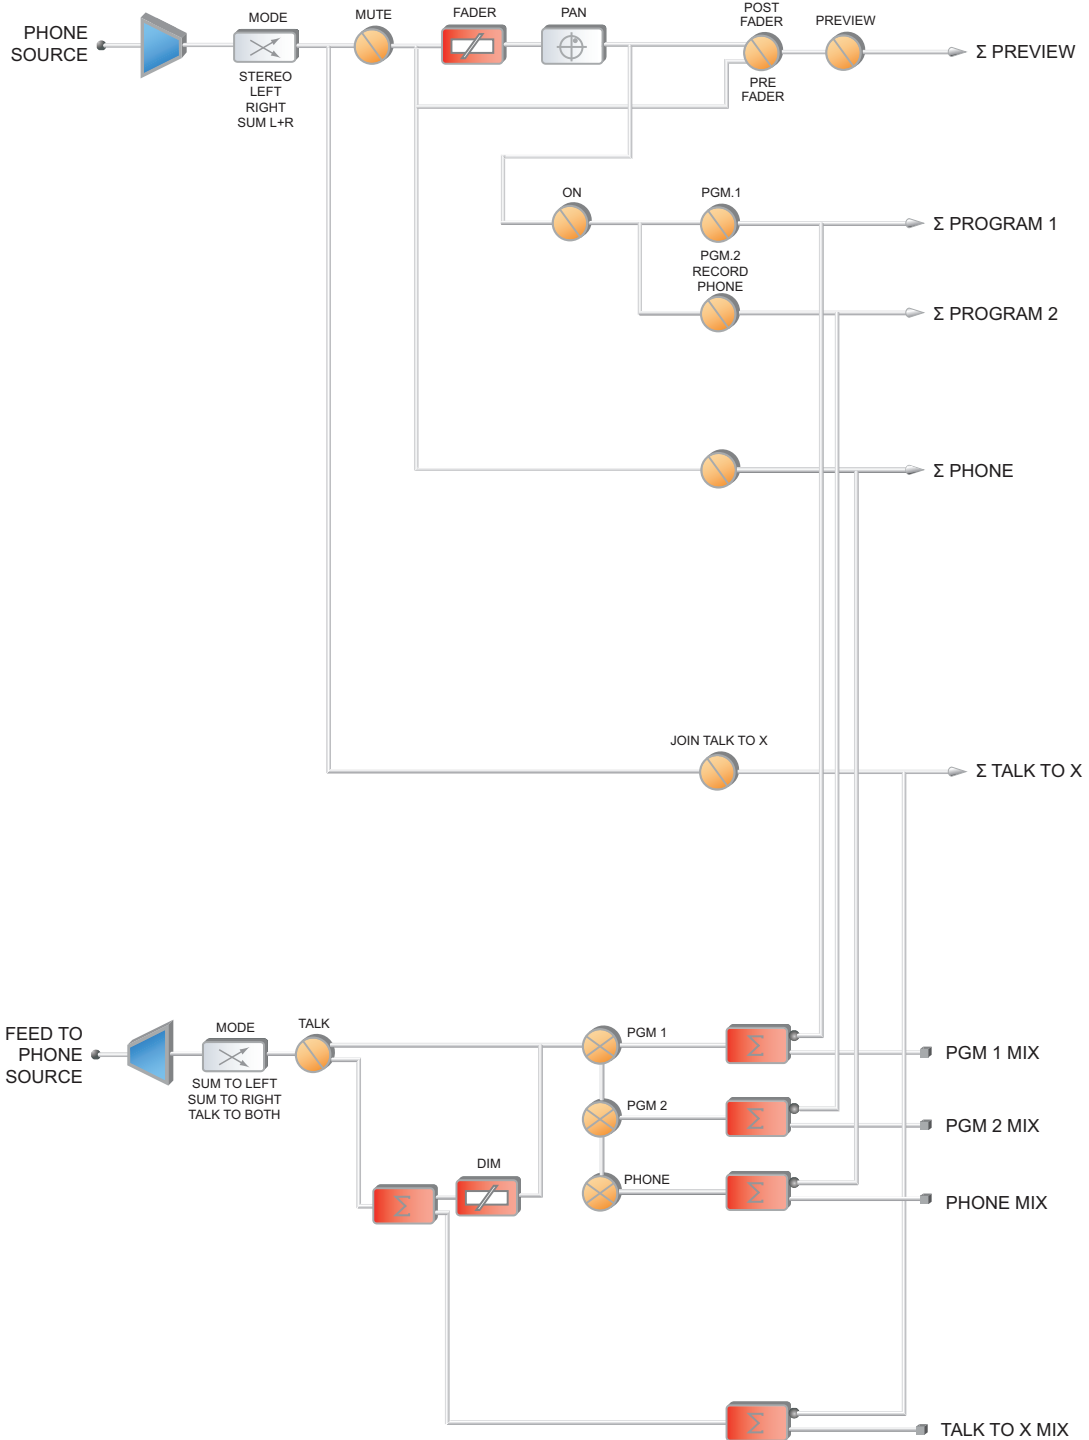 PHONE
SOURCE
MODE
STEREO
LEFT
RIGHT
SUM L+R
MUTE
FADER
PAN
POST
FADER
PRE
FADER
PREVIEW
Σ PREVIEW
ON
PGM.1
Σ PROGRAM 1
PGM.2
RECORD
PHONE
Σ PROGRAM 2
Σ PHONE
JOIN TALK TO X
Σ TALK TO X
FEED TO
PHONE
SOURCE
MODE
SUM TO LEFT
SUM TO RIGHT
TALK TO BOTH
TALK
PGM 1
Σ
PGM 1 MIX
PGM 2
Σ
PGM 2 MIX
DIM
Σ
PHONE
Σ
PHONE MIX
Σ
TALK TO X MIX